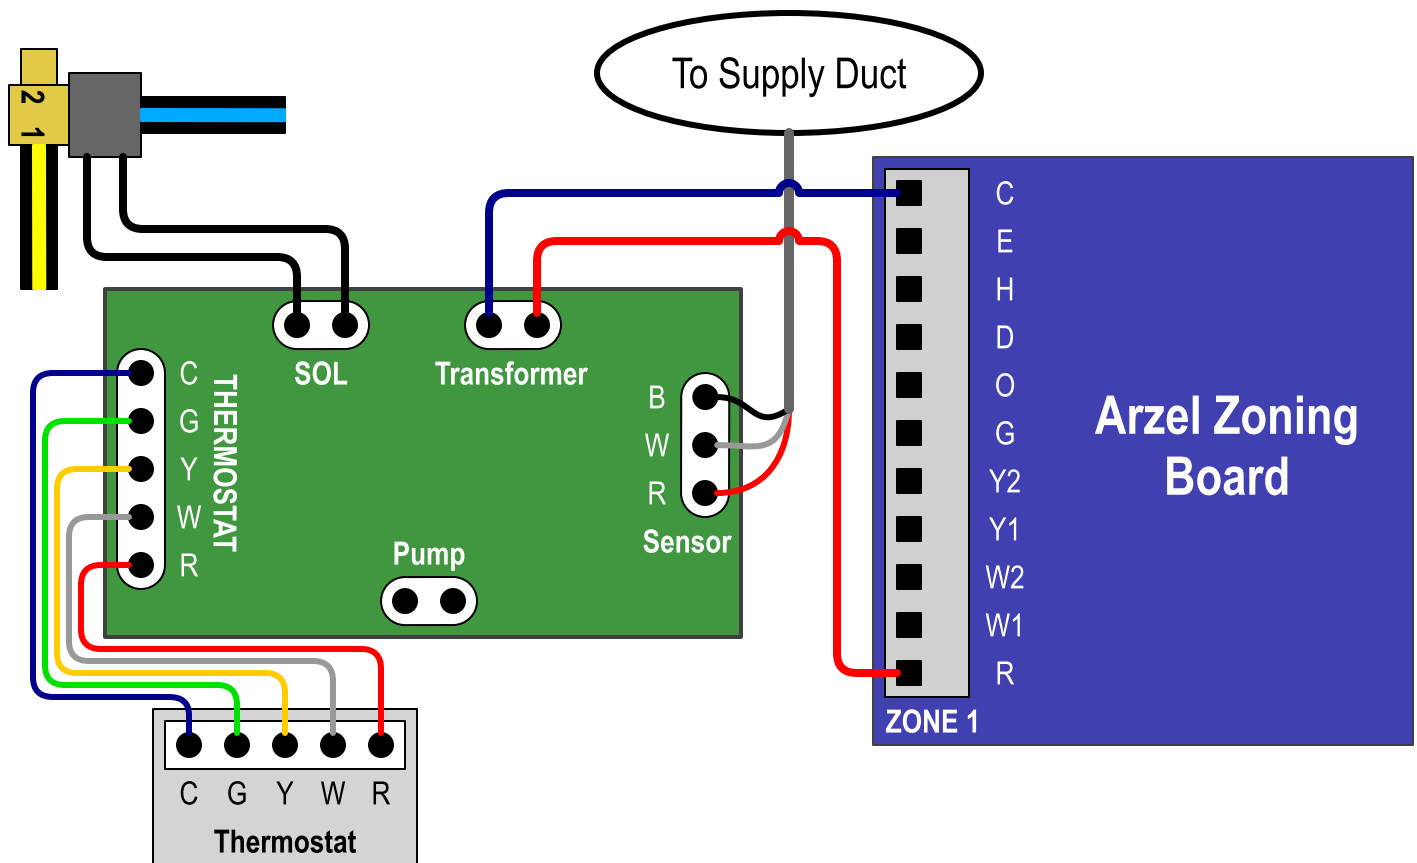 To Supply Duct
2
1
C
E
H
D
O
G
Y2
Y1
W2
W1
R
ZONE 1
Arzel Zoning
Board
SOL
Transformer
C
G
Y
W
R
THERMOSTAT
B
W
R
Sensor
Pump
C G Y W R
Thermostat